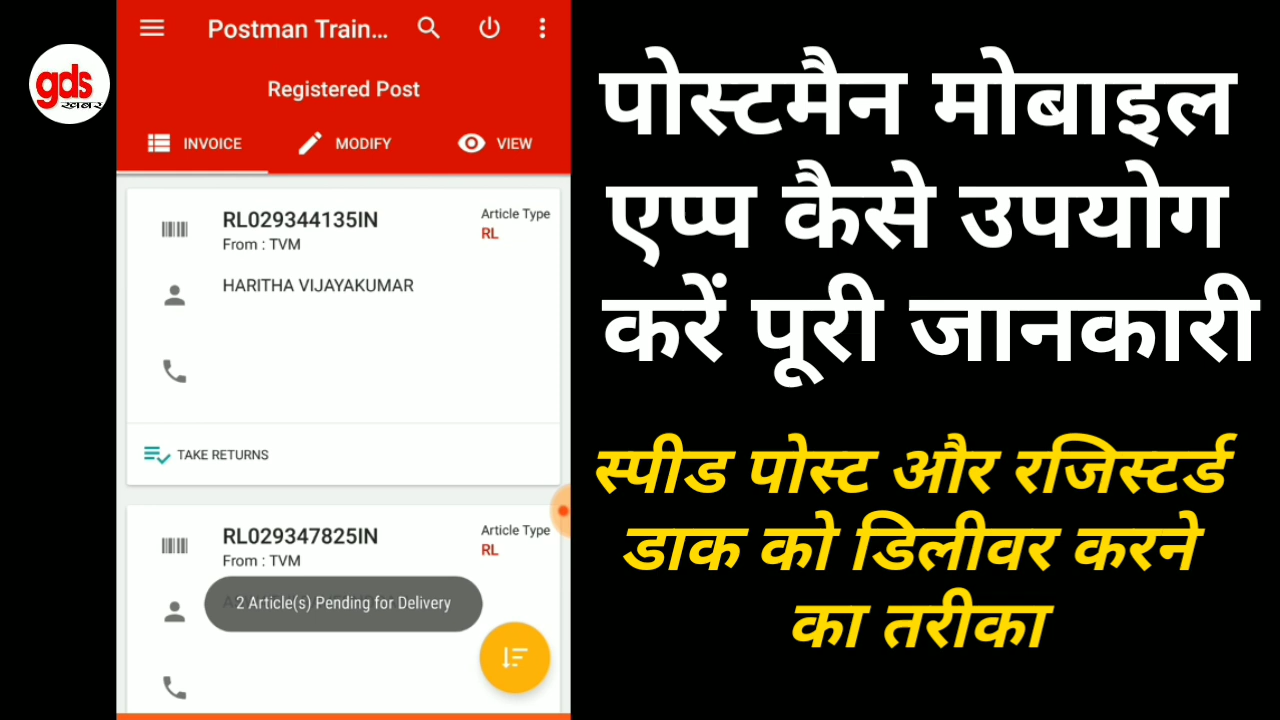 gds
खबर
Postman Train...
Registered Post
INVOICE MODIFY VIEW
RL029344135IN
From : TVM
Article Type
RL
HARITHA VIJAYAKUMAR
TAKE RETURNS
RL029347825IN
From : TVM
Article Type
RL
2 Article(s) Pending for Delivery
पोस्टमैन मोबाइल
एप्प कैसे उपयोग
करें पूरी जानकारी
स्पीड पोस्ट और रजिस्टर्ड
डाक को डिलीवर करने
का तरीका